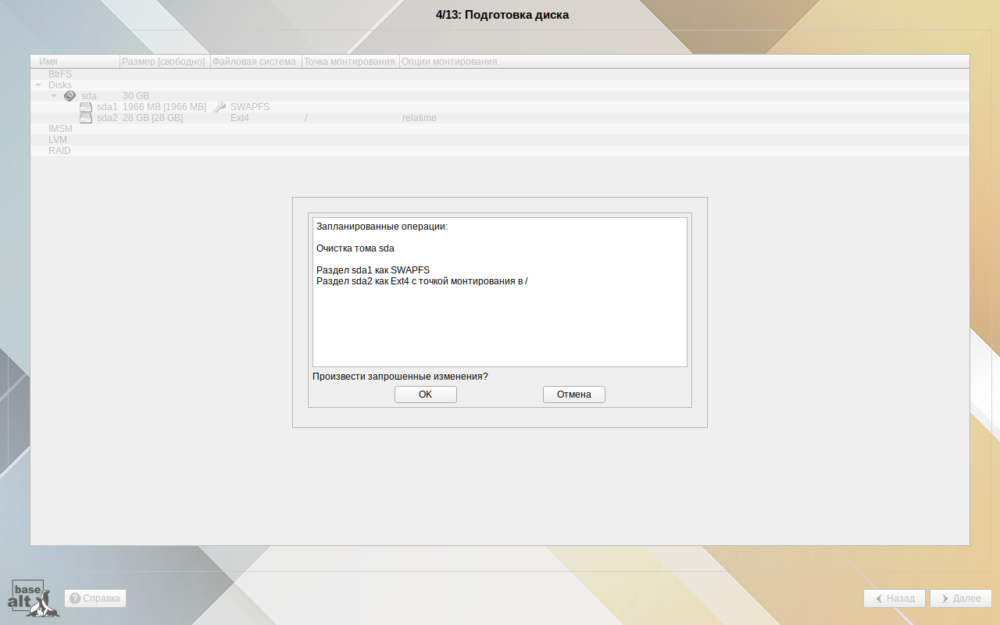 4/13: Подготовка диска
Имя Размер [свободно] Файловая система Точка монтирования Опции монтирования
BtrFS
Disks
sda 30 GB
sda1 1966 MB [1966 MB] SWAPFS
sda2 28 GB [28 GB] Ext4 / relatime
IMSM
LVM
RAID
Запланированные операции:
Очистка тома sda
Раздел sda1 как SWAPFS
Раздел sda2 как Ext4 с точкой монтирования в /
Произвести запрошенные изменения?
OK Отмена
base
alt
Справка Назад Далее